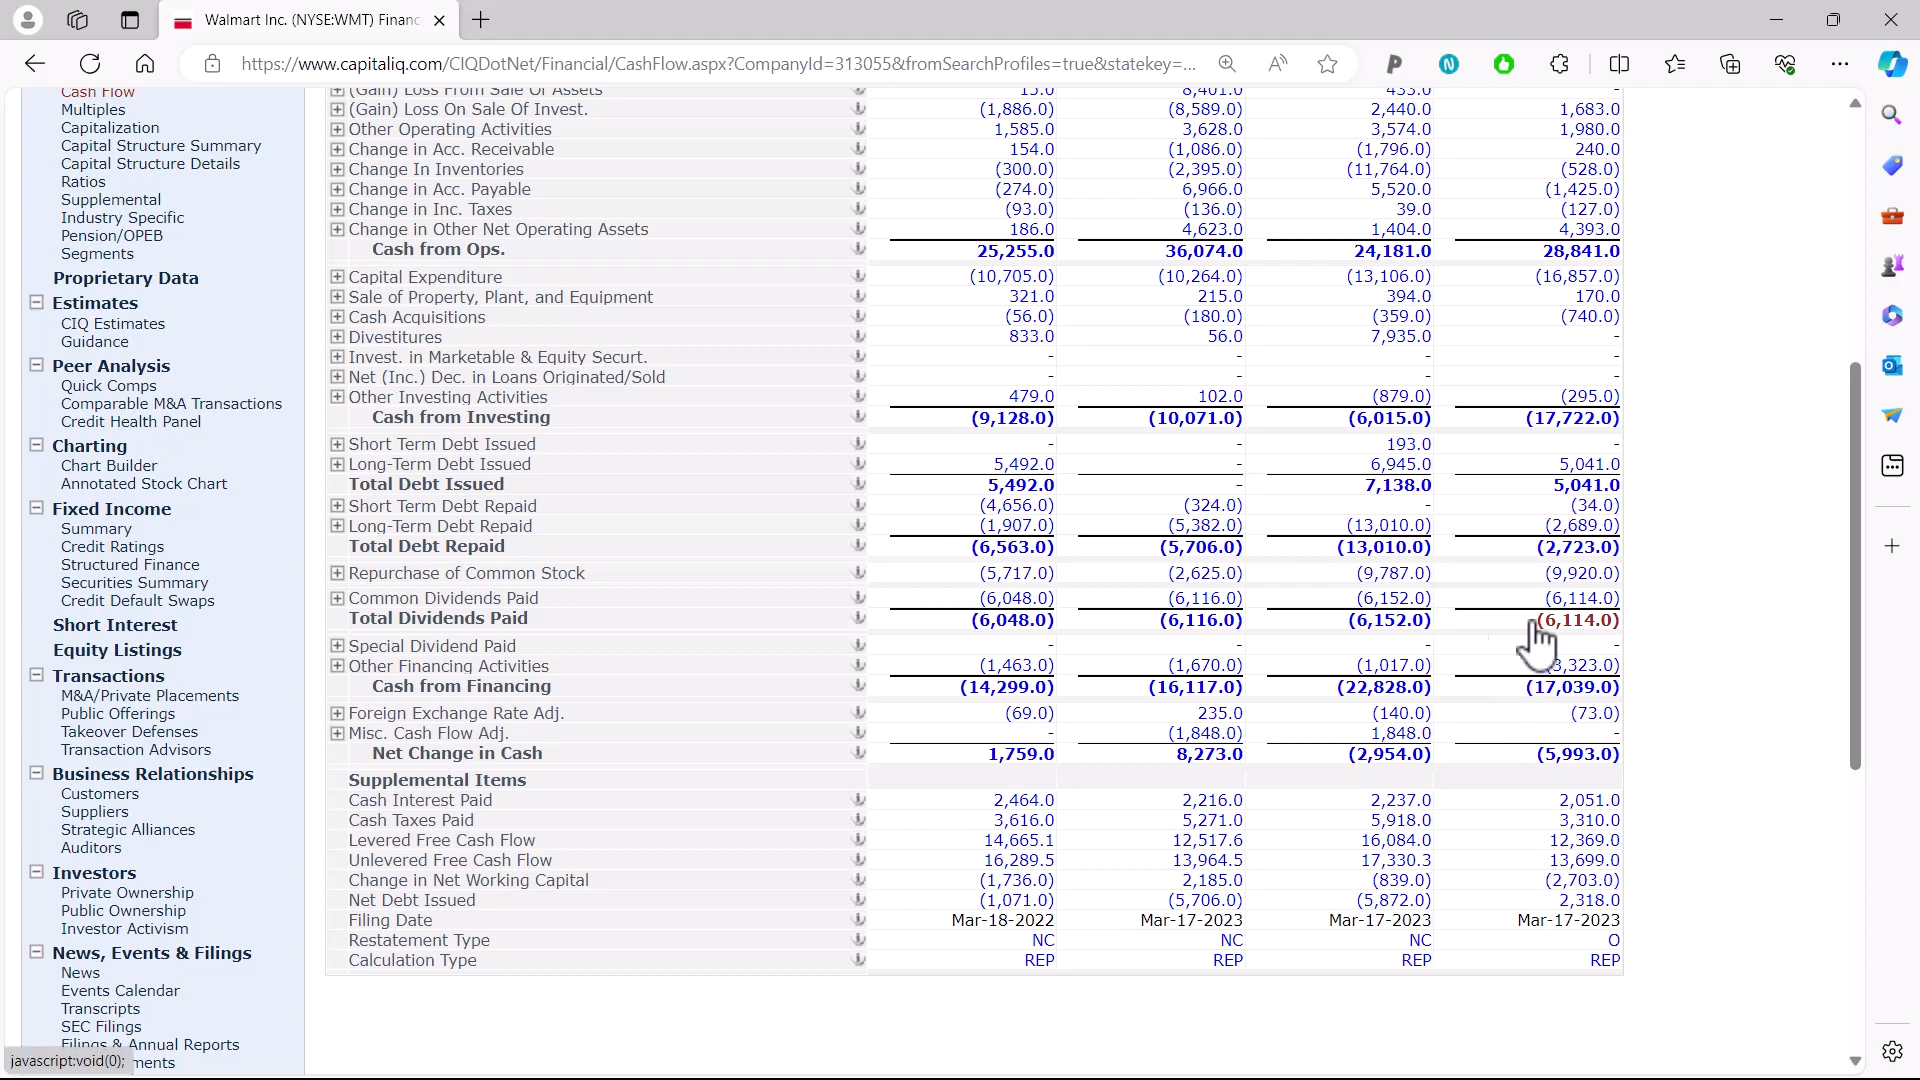 Walmart Inc. (NYSE:WMT) Financ
https://www.capitaliq.com/CIQDotNet/Financial/CashFlow.aspx?CompanyId=313055&fromSearchProfiles=true&statekey=...
Cash Flow
Multiples
Capitalization
Capital Structure Summary
Capital Structure Details
Ratios
Supplemental
Industry Specific
Pension/OPEB
Segments
Proprietary Data
Estimates
CIQ Estimates
Guidance
Peer Analysis
Quick Comps
Comparable M&A Transactions
Credit Health Panel
Charting
Chart Builder
Annotated Stock Chart
Fixed Income
Summary
Credit Ratings
Structured Finance
Securities Summary
Credit Default Swaps
Short Interest
Equity Listings
Transactions
M&A/Private Placements
Public Offerings
Takeover Defenses
Transaction Advisors
Business Relationships
Customers
Suppliers
Strategic Alliances
Auditors
Investors
Private Ownership
Public Ownership
Investor Activism
News, Events & Filings
News
Events Calendar
Transcripts
SEC Filings
Filings & Annual Reports
javascript:void(0);
(Gain) Loss From Sale Of Assets 15.0 8,401.0 433.0 -
(Gain) Loss On Sale Of Invest. (1,886.0) (8,589.0) 2,440.0 1,683.0
Other Operating Activities 1,585.0 3,628.0 3,574.0 1,980.0
Change in Acc. Receivable 154.0 (1,086.0) (1,796.0) 240.0
Change In Inventories (300.0) (2,395.0) (11,764.0) (528.0)
Change in Acc. Payable (274.0) 6,966.0 5,520.0 (1,425.0)
Change in Inc. Taxes (93.0) (136.0) 39.0 (127.0)
Change in Other Net Operating Assets 186.0 4,623.0 1,404.0 4,393.0
Cash from Ops. 25,255.0 36,074.0 24,181.0 28,841.0
Capital Expenditure (10,705.0) (10,264.0) (13,106.0) (16,857.0)
Sale of Property, Plant, and Equipment 321.0 215.0 394.0 170.0
Cash Acquisitions (56.0) (180.0) (359.0) (740.0)
Divestitures 833.0 56.0 7,935.0 -
Invest. in Marketable & Equity Securt. - - - -
Net (Inc.) Dec. in Loans Originated/Sold - - - -
Other Investing Activities 479.0 102.0 (879.0) (295.0)
Cash from Investing (9,128.0) (10,071.0) (6,015.0) (17,722.0)
Short Term Debt Issued - - 193.0 -
Long-Term Debt Issued 5,492.0 - 6,945.0 5,041.0
Total Debt Issued 5,492.0 - 7,138.0 5,041.0
Short Term Debt Repaid (4,656.0) (324.0) - (34.0)
Long-Term Debt Repaid (1,907.0) (5,382.0) (13,010.0) (2,689.0)
Total Debt Repaid (6,563.0) (5,706.0) (13,010.0) (2,723.0)
Repurchase of Common Stock (5,717.0) (2,625.0) (9,787.0) (9,920.0)
Common Dividends Paid (6,048.0) (6,116.0) (6,152.0) (6,114.0)
Total Dividends Paid (6,048.0) (6,116.0) (6,152.0) (6,114.0)
Special Dividend Paid - - - -
Other Financing Activities (1,463.0) (1,670.0) (1,017.0) 3,323.0)
Cash from Financing (14,299.0) (16,117.0) (22,828.0) (17,039.0)
Foreign Exchange Rate Adj. (69.0) 235.0 (140.0) (73.0)
Misc. Cash Flow Adj. - (1,848.0) 1,848.0 -
Net Change in Cash 1,759.0 8,273.0 (2,954.0) (5,993.0)
Supplemental Items
Cash Interest Paid 2,464.0 2,216.0 2,237.0 2,051.0
Cash Taxes Paid 3,616.0 5,271.0 5,918.0 3,310.0
Levered Free Cash Flow 14,665.1 12,517.6 16,084.0 12,369.0
Unlevered Free Cash Flow 16,289.5 13,964.5 17,330.3 13,699.0
Change in Net Working Capital (1,736.0) 2,185.0 (839.0) (2,703.0)
Net Debt Issued (1,071.0) (5,706.0) (5,872.0) 2,318.0
Filing Date Mar-18-2022 Mar-17-2023 Mar-17-2023 Mar-17-2023
Restatement Type NC NC NC O
Calculation Type REP REP REP REP